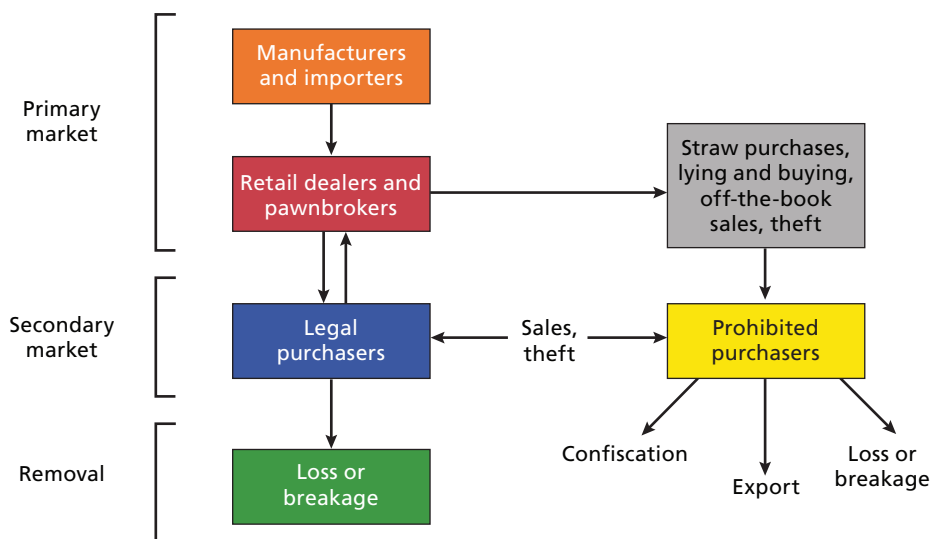 Primary
market
Manufacturers
and importers
Retail dealers and
pawnbrokers
Straw purchases,
lying and buying,
off-the-book
sales, theft
Secondary
market
Legal
purchasers
Sales,
theft
Prohibited
purchasers
Removal
Loss or
breakage
Confiscation
Export
Loss or
breakage